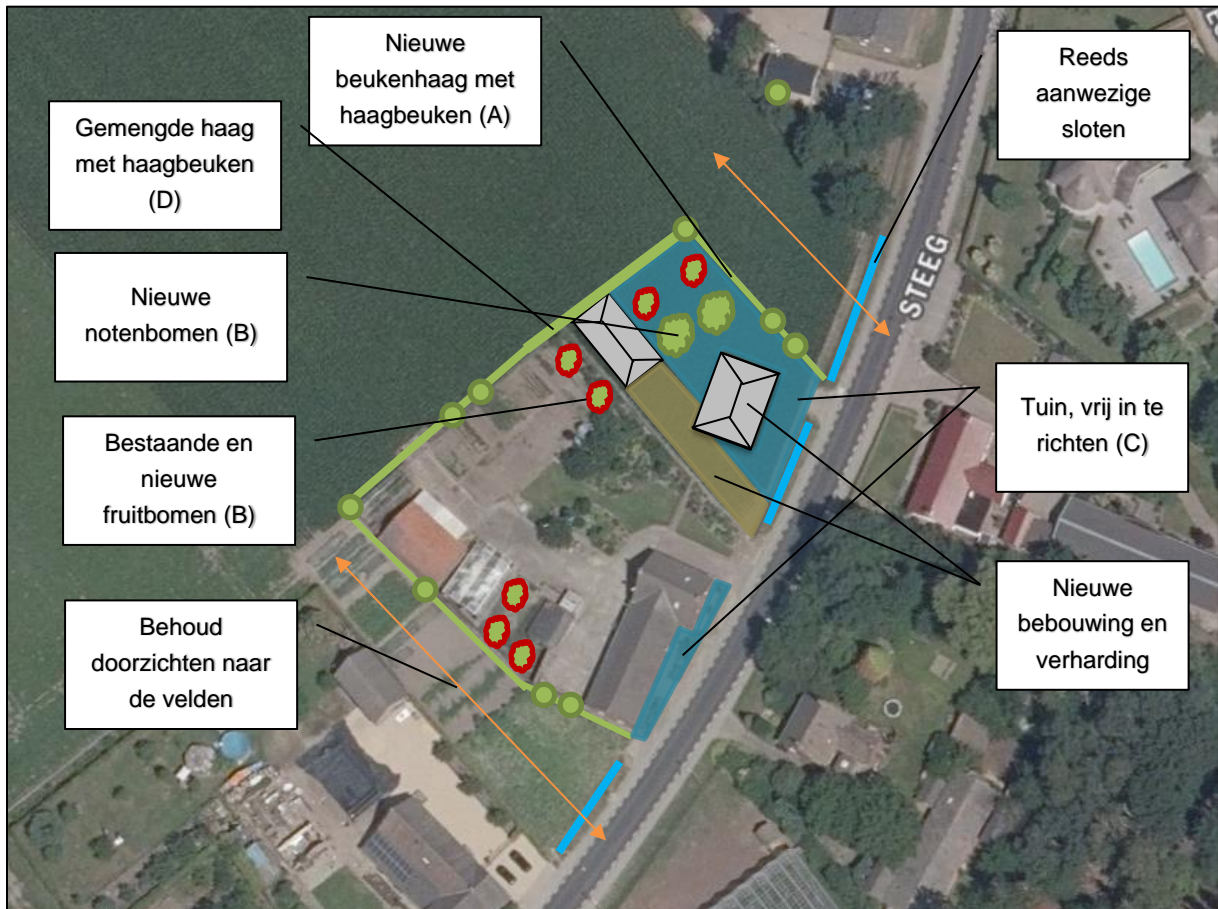 Nieuwe
beukenhaag met
haagbeuken (A)
Reeds
aanwezige
sloten
Gemengde haag
met haagbeuken
(D)
STEEG
Nieuwe
notenbomen (B)
Tuin, vrij in te
richten (C)
Bestaande en
nieuwe
fruitbomen (B)
Nieuwe
bebouwing en
verharding
Behoud
doorzichten naar
de velden